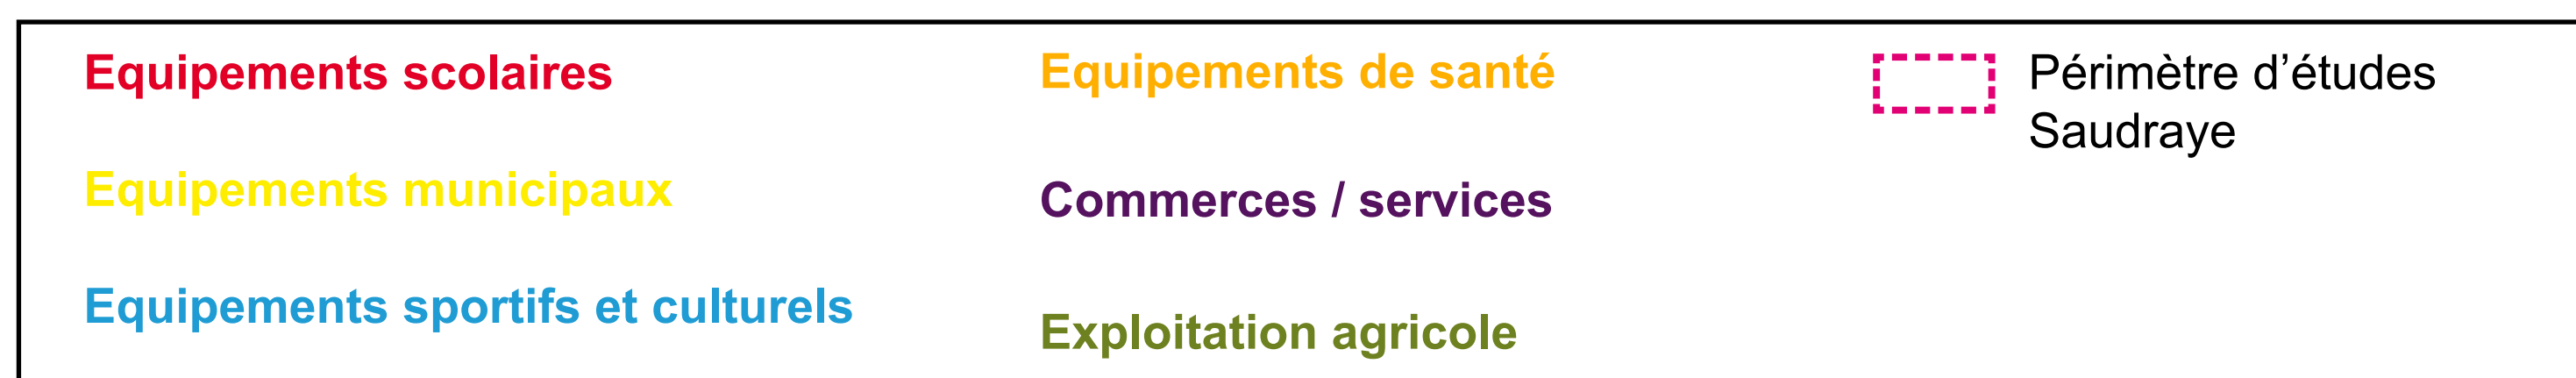 Equipements scolaires
Equipements municipaux
Equipements sportifs et culturels
Equipements de santé
Commerces / services
Exploitation agricole
Périmètre d’études
Saudraye